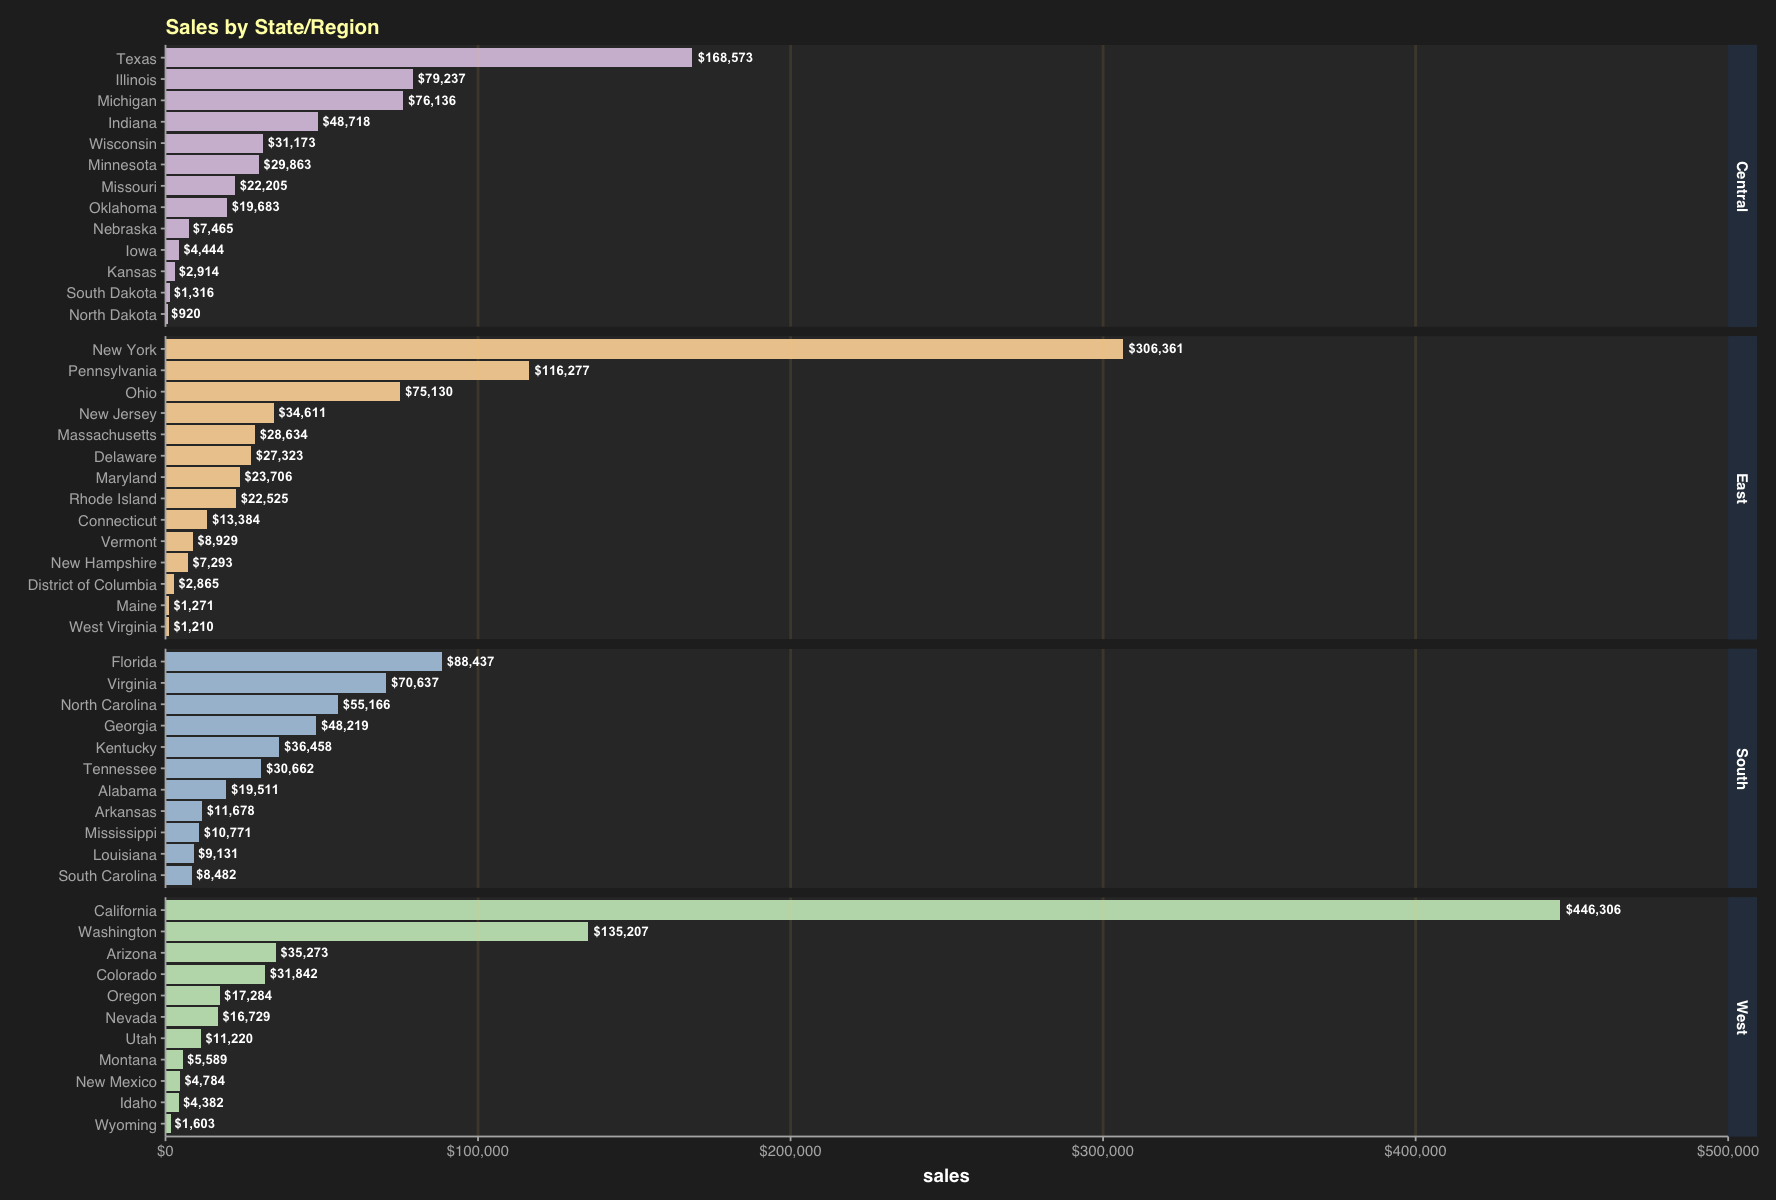 Sales by State/Region
Texas $168,573
Illinois $79,237
Michigan $76,136
Indiana $48,718
Wisconsin $31,173
Minnesota $29,863
Missouri $22,205
Oklahoma $19,683
Nebraska $7,465
Iowa $4,444
Kansas $2,914
South Dakota $1,316
North Dakota $920
Central
New York $306,361
Pennsylvania $116,277
Ohio $75,130
New Jersey $34,611
Massachusetts $28,634
Delaware $27,323
Maryland $23,706
Rhode Island $22,525
Connecticut $13,384
Vermont $8,929
New Hampshire $7,293
District of Columbia $2,865
Maine $1,271
West Virginia $1,210
East
Florida $88,437
Virginia $70,637
North Carolina $55,166
Georgia $48,219
Kentucky $36,458
Tennessee $30,662
Alabama $19,511
Arkansas $11,678
Mississippi $10,771
Louisiana $9,131
South Carolina $8,482
South
California $446,306
Washington $135,207
Arizona $35,273
Colorado $31,842
Oregon $17,284
Nevada $16,729
Utah $11,220
Montana $5,589
New Mexico $4,784
Idaho $4,382
Wyoming $1,603
West
$0 $100,000 $200,000 $300,000 $400,000 $500,000
sales